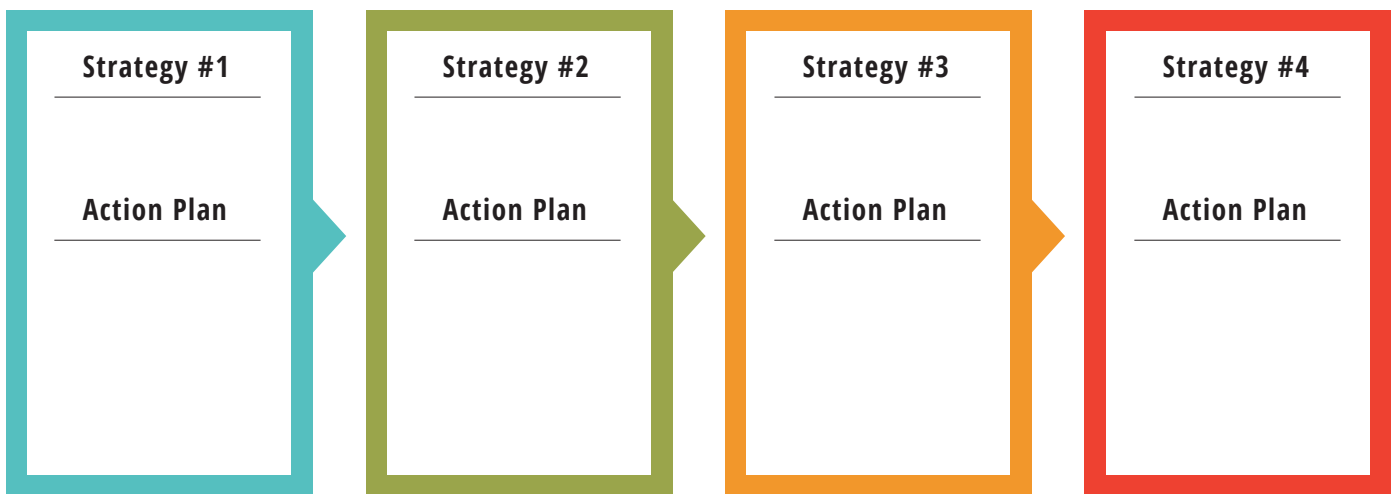 Strategy #1
Action Plan
Strategy #2
Action Plan
Strategy #3
Action Plan
Strategy #4
Action Plan